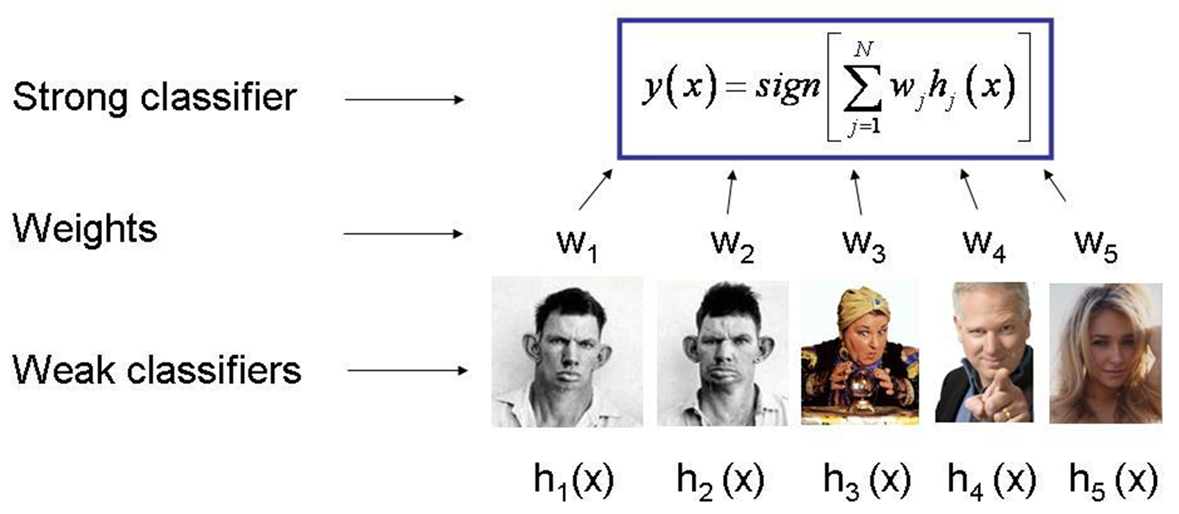 Strong classifier
y(x) = sign[∑_{j=1}^{N} w_j h_j (x)]
Weights
w₁ w₂ w₃ w₄ w₅
Weak classifiers
h₁(x) h₂ (x) h₃ (x) h₄ (x) h₅ (x)